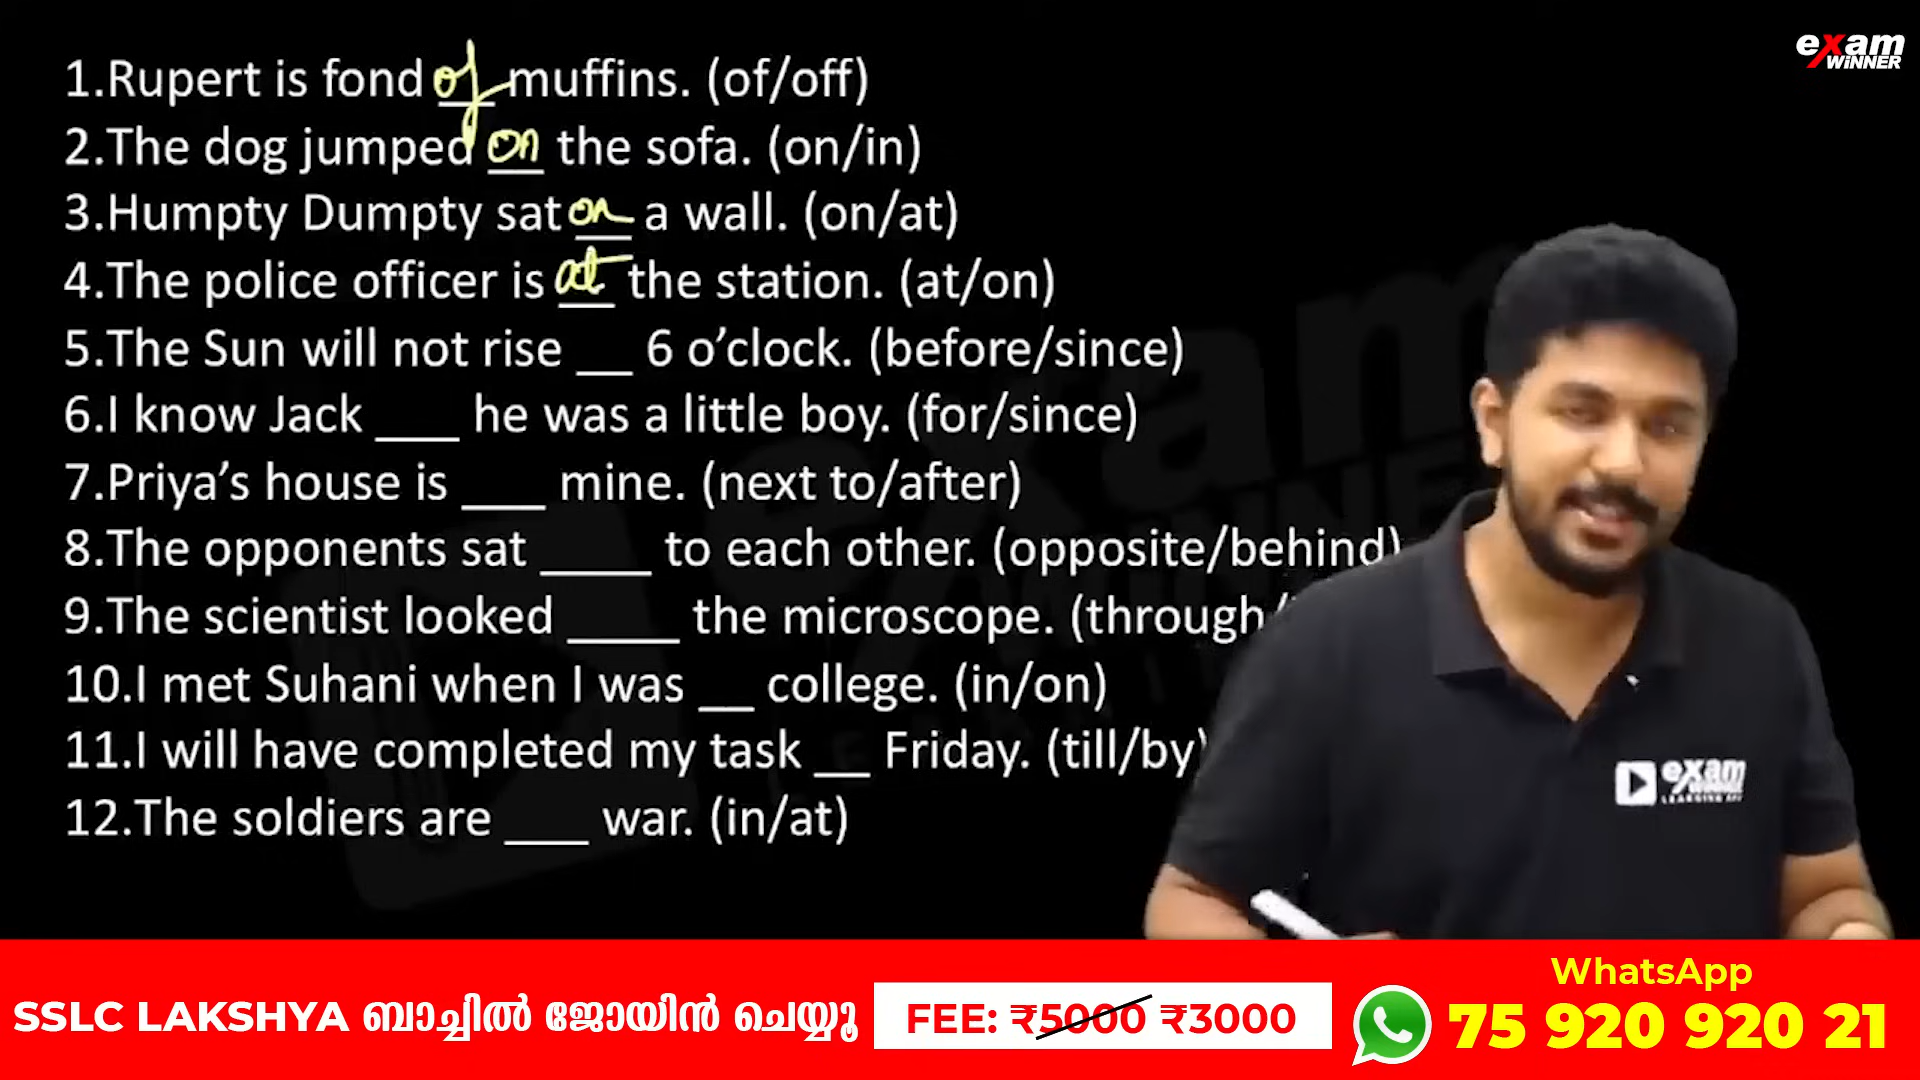 exam
WINNER
1.Rupert is fond of muffins. (of/off)
2.The dog jumped on the sofa. (on/in)
3.Humpty Dumpty sat on a wall. (on/at)
4.The police officer is at the station. (at/on)
5.The Sun will not rise __ 6 o’clock. (before/since)
6.I know Jack ___ he was a little boy. (for/since)
7.Priya’s house is ___ mine. (next to/after)
8.The opponents sat ____ to each other. (opposite/behind)
9.The scientist looked ____ the microscope. (through/
10.I met Suhani when I was __ college. (in/on)
11.I will have completed my task __ Friday. (till/by)
12.The soldiers are ___ war. (in/at)
exam
WINNER
LEARNING APP
SSLC LAKSHYA ബാച്ചിൽ ജോയിൻ ചെയ്യൂ
FEE: ₹5000 ₹3000
WhatsApp
75 920 920 21